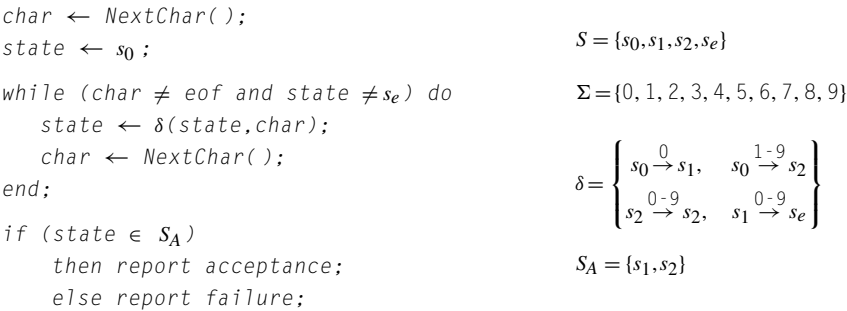 char ← NextChar( );
state ← s₀ ;
while (char ≠ eof and state ≠ sₑ) do
state ← δ(state,char);
char ← NextChar( );
end;
if (state ∈ S_A)
then report acceptance;
else report failure;
S = {s₀,s₁,s₂,sₑ}
Σ = {0, 1, 2, 3, 4, 5, 6, 7, 8, 9}
δ = { s₀ →(0) s₁, s₀ →(1-9) s₂
s₂ →(0-9) s₂, s₁ →(0-9) sₑ }
S_A = {s₁,s₂}